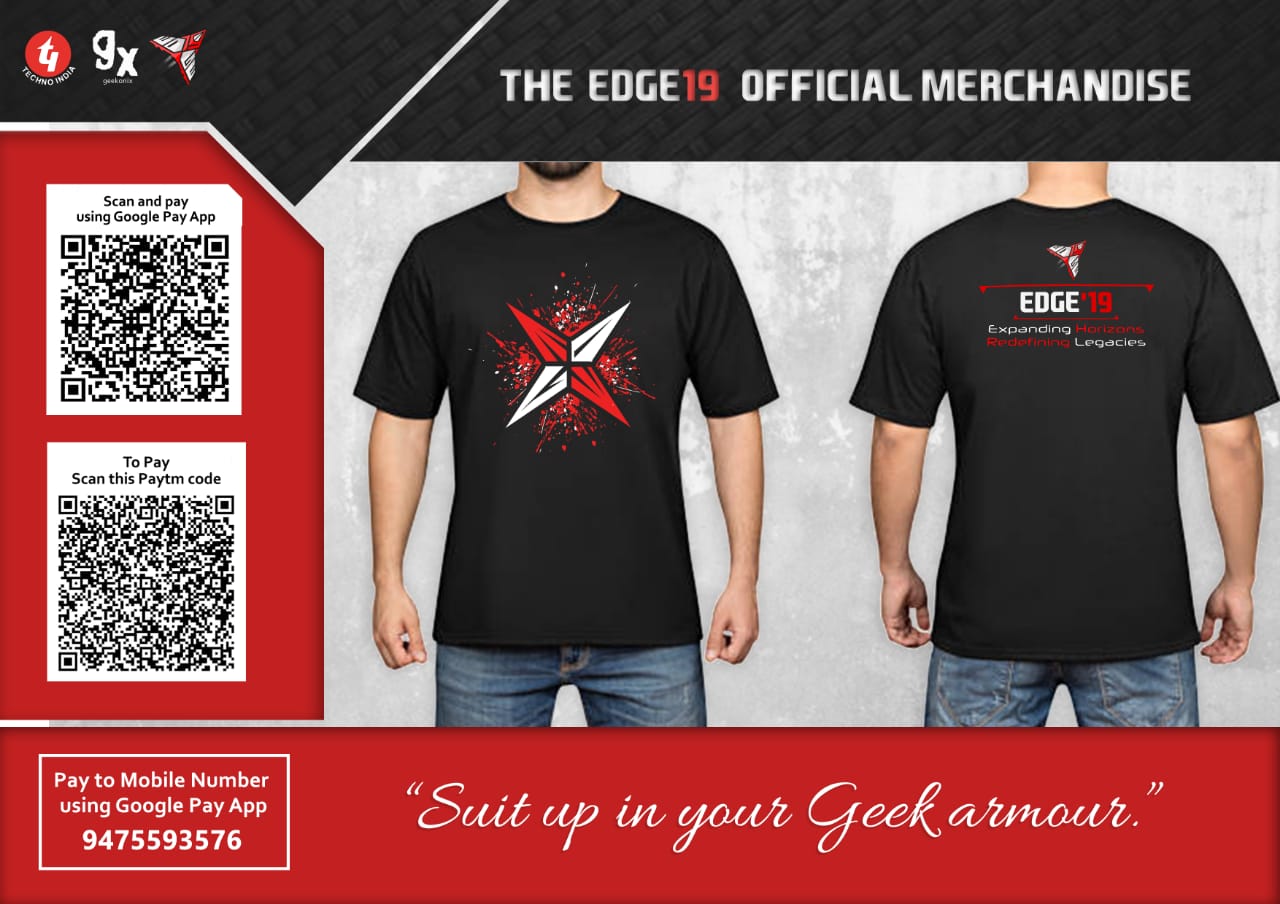 TECHNO INDIA
gx
geekonix
THE EDGE19 OFFICIAL MERCHANDISE
Scan and pay
using Google Pay App
To Pay
Scan this Paytm code
EDGE'19
Expanding Horizons
Redefining Legacies
Pay to Mobile Number
using Google Pay App
9475593576
“Suit up in your Geek armour.”